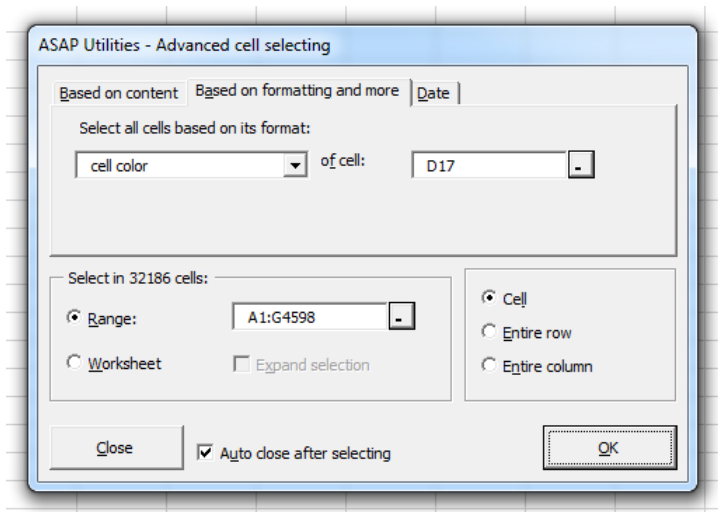 ASAP Utilities - Advanced cell selecting
Based on content Based on formatting and more Date
Select all cells based on its format:
cell color of cell: D17
Select in 32186 cells:
Range: A1:G4598
Worksheet Expand selection
Cell
Entire row
Entire column
Close Auto close after selecting OK